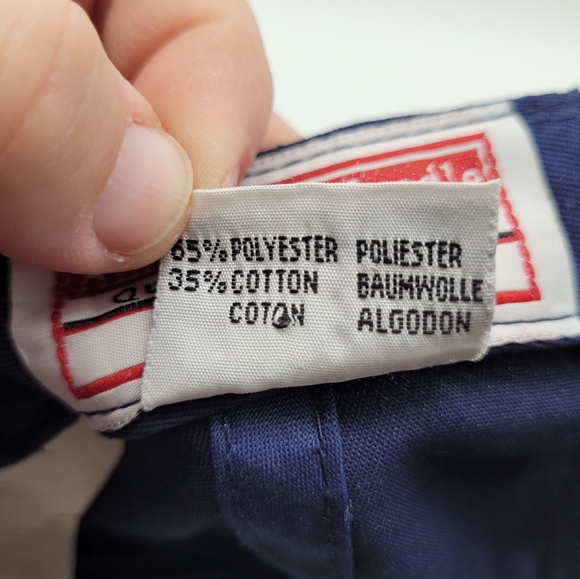 65% POLYESTER POLIESTER
35% COTTON BAUMWOLLE
COTON ALGODON